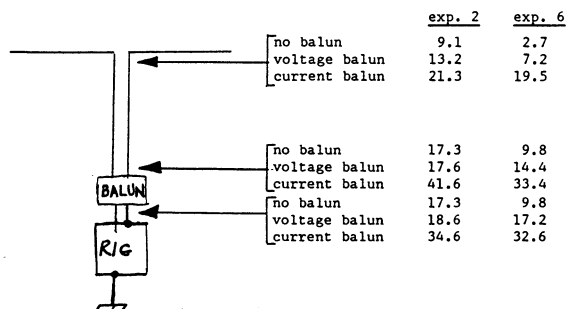 exp. 2 exp. 6
no balun 9.1 2.7
voltage balun 13.2 7.2
current balun 21.3 19.5
no balun 17.3 9.8
voltage balun 17.6 14.4
current balun 41.6 33.4
BALUN
no balun 17.3 9.8
voltage balun 18.6 17.2
current balun 34.6 32.6
RIG